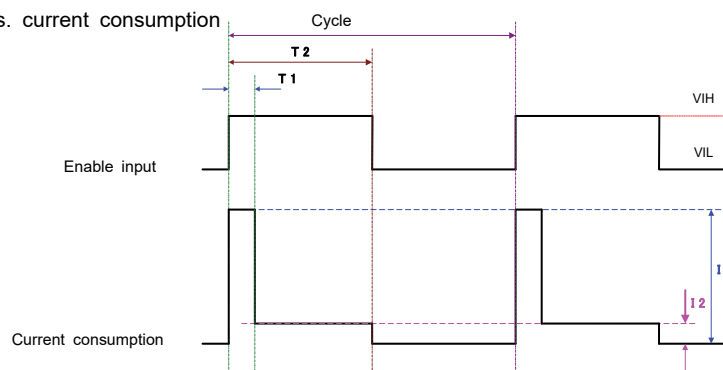 s. current consumption
Cycle
T 2
T 1
VIH
VIL
Enable input
I
I 2
Current consumption